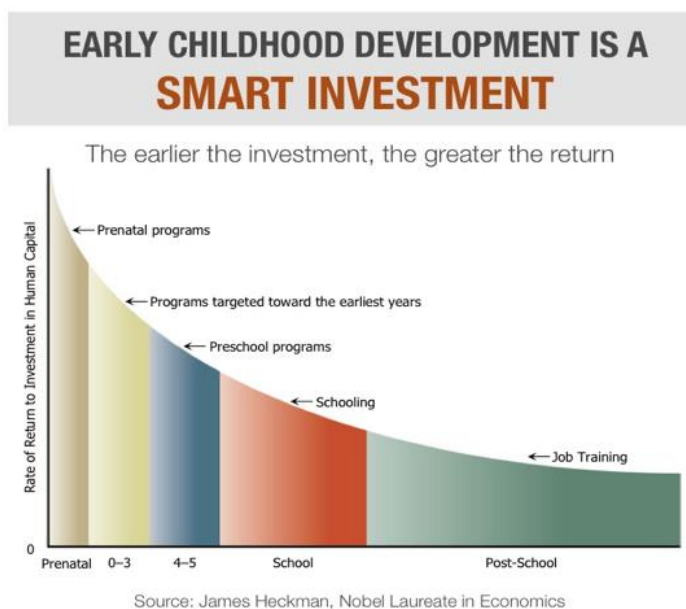 EARLY CHILDHOOD DEVELOPMENT IS A
SMART INVESTMENT
The earlier the investment, the greater the return
Rate of Return to Investment in Human Capital
Prenatal programs
Programs targeted toward the earliest years
Preschool programs
Schooling
Job Training
0
Prenatal 0–3 4–5 School Post-School
Source: James Heckman, Nobel Laureate in Economics